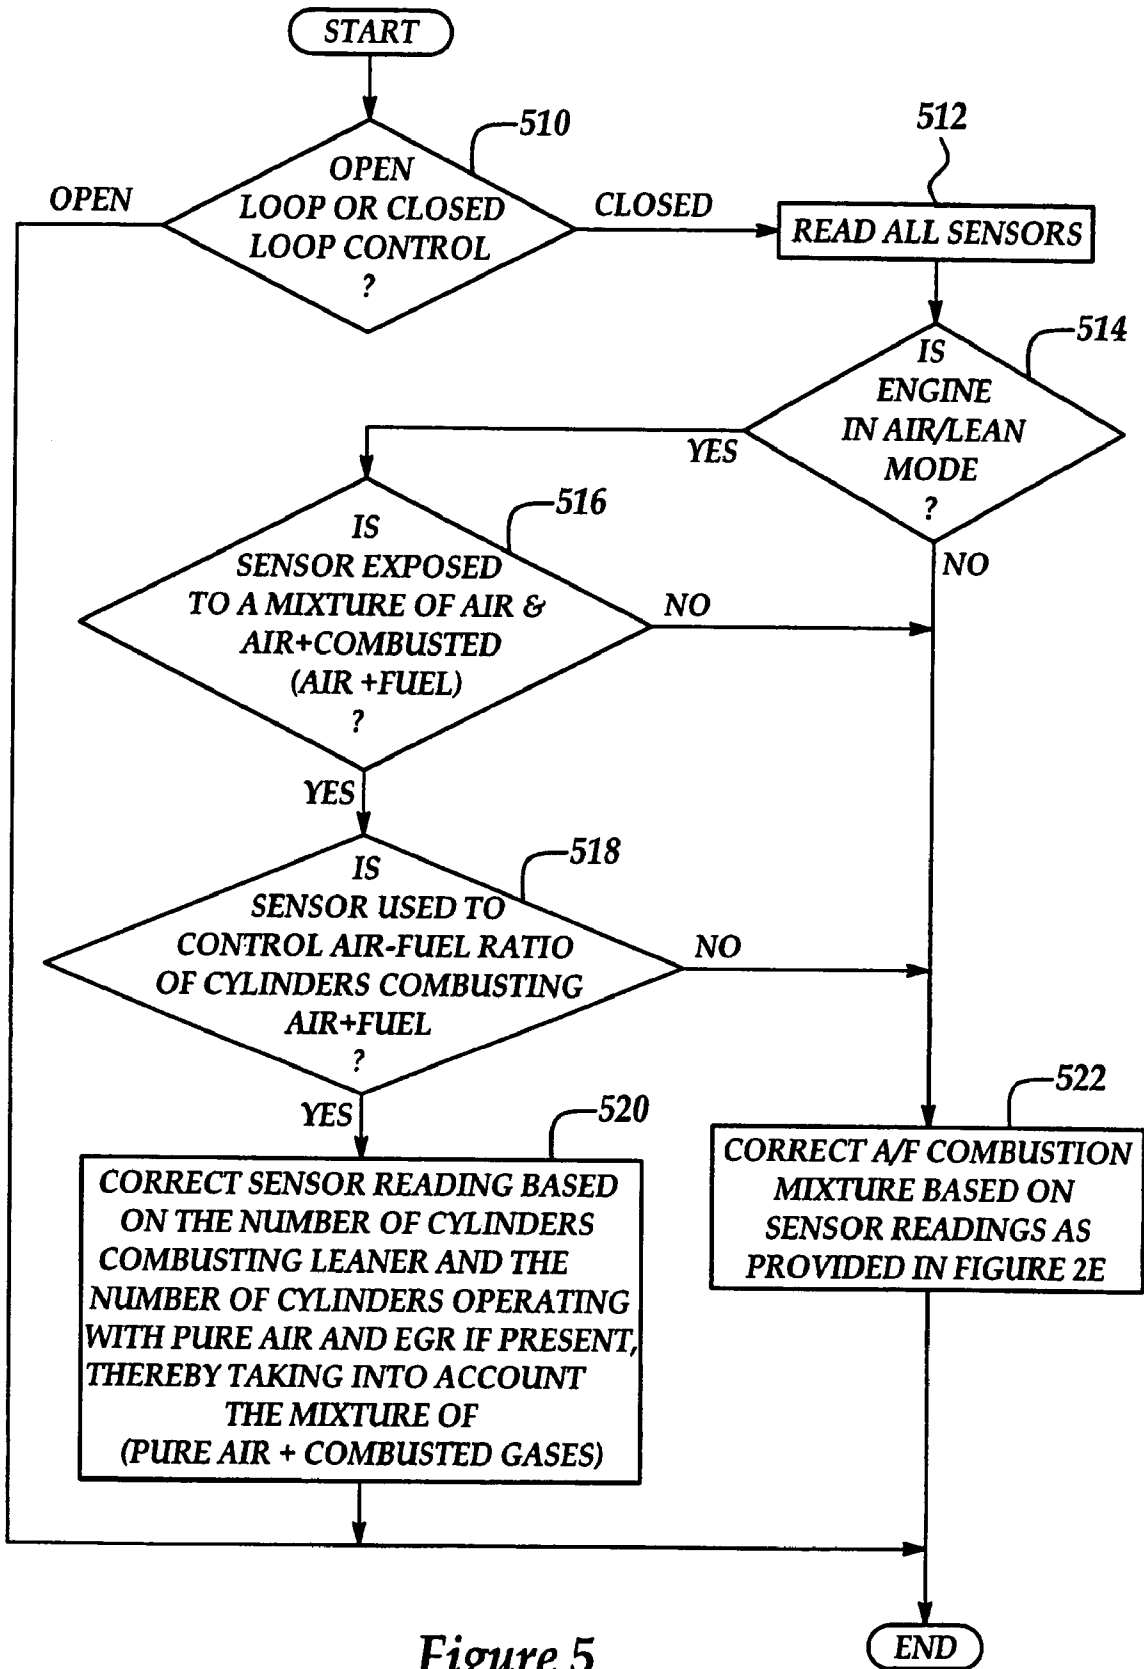 START
510
OPEN
LOOP OR CLOSED
LOOP CONTROL
?
OPEN
CLOSED
512
READ ALL SENSORS
514
IS
ENGINE
IN AIR/LEAN
MODE
?
YES
NO
516
IS
SENSOR EXPOSED
TO A MIXTURE OF AIR &
AIR+COMBUSTED
(AIR +FUEL)
?
NO
YES
518
IS
SENSOR USED TO
CONTROL AIR-FUEL RATIO
OF CYLINDERS COMBUSTING
AIR+FUEL
?
NO
YES
520
CORRECT SENSOR READING BASED
ON THE NUMBER OF CYLINDERS
COMBUSTING LEANER AND THE
NUMBER OF CYLINDERS OPERATING
WITH PURE AIR AND EGR IF PRESENT,
THEREBY TAKING INTO ACCOUNT
THE MIXTURE OF
(PURE AIR + COMBUSTED GASES)
522
CORRECT A/F COMBUSTION
MIXTURE BASED ON
SENSOR READINGS AS
PROVIDED IN FIGURE 2E
END
Figure 5